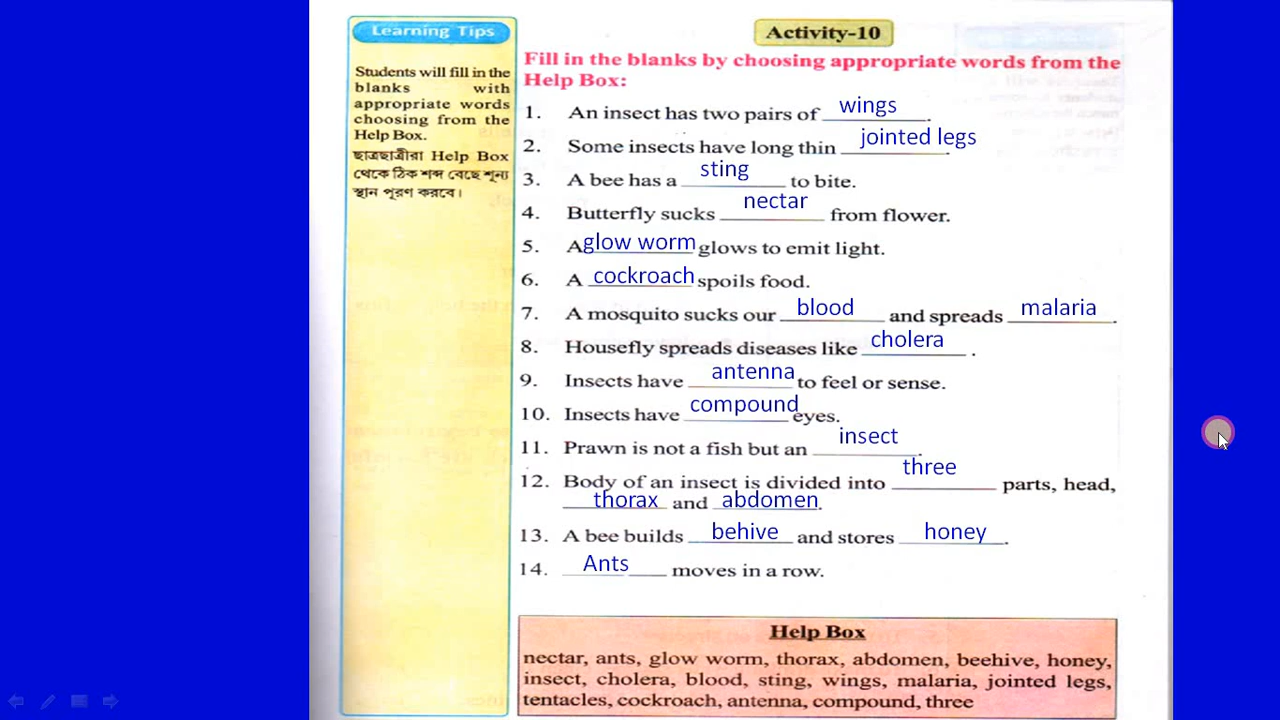 Learning Tips
Students will fill in the
blanks with
appropriate words
choosing from the
Help Box.
ছাত্রছাত্রীরা Help Box
থেকে ঠিক শব্দ বেছে শূন্য
স্থান পূরণ করবে।
Activity-10
Fill in the blanks by choosing appropriate words from the
Help Box:
1. An insect has two pairs of wings.
2. Some insects have long thin jointed legs.
3. A bee has a sting to bite.
4. Butterfly sucks nectar from flower.
5. A glow worm glows to emit light.
6. A cockroach spoils food.
7. A mosquito sucks our blood and spreads malaria.
8. Housefly spreads diseases like cholera.
9. Insects have antenna to feel or sense.
10. Insects have compound eyes.
11. Prawn is not a fish but an insect.
12. Body of an insect is divided into three parts, head,
thorax and abdomen.
13. A bee builds behive and stores honey.
14. Ants moves in a row.
Help Box
nectar, ants, glow worm, thorax, abdomen, beehive, honey,
insect, cholera, blood, sting, wings, malaria, jointed legs,
tentacles, cockroach, antenna, compound, three